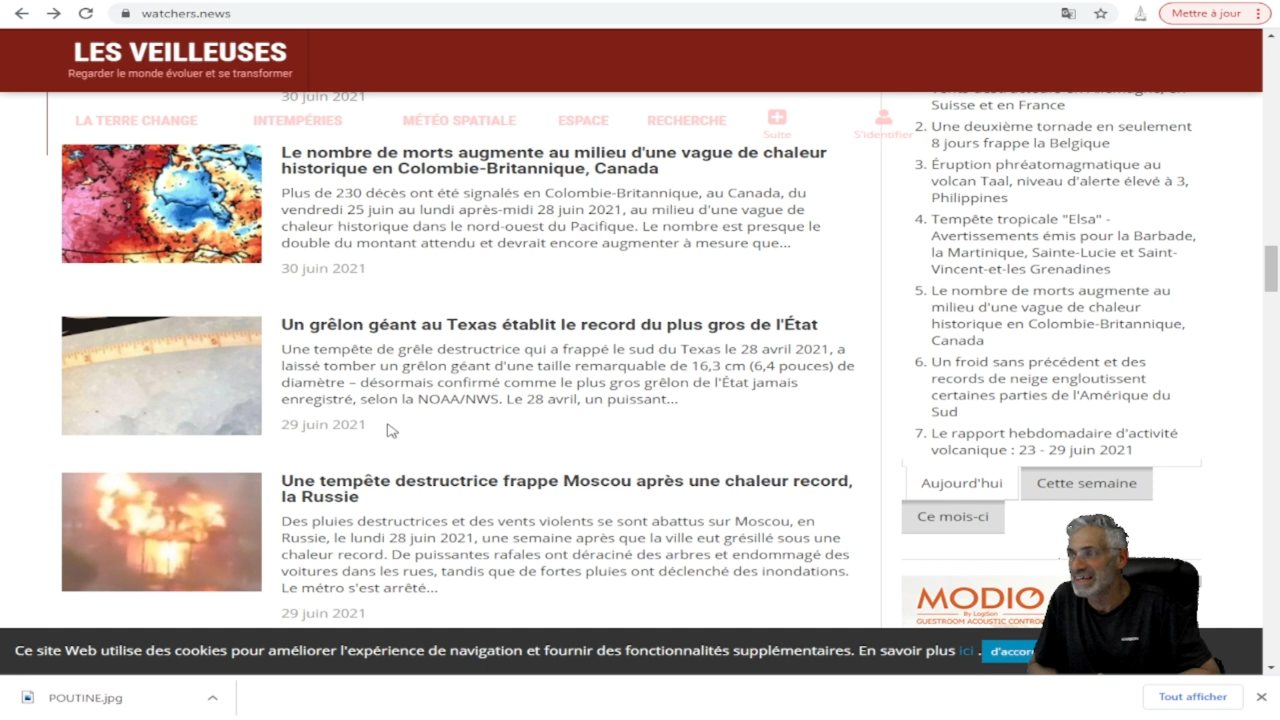 watchers.news
Mettre à jour
LES VEILLEUSES
Regarder le monde évoluer et se transformer
30 juin 2021
LA TERRE CHANGE
INTEMPÉRIES
MÉTÉO SPATIALE
ESPACE
RECHERCHE
Suite
S'identifier
Le nombre de morts augmente au milieu d'une vague de chaleur
historique en Colombie-Britannique, Canada
Plus de 230 décès ont été signalés en Colombie-Britannique, au Canada, du
vendredi 25 juin au lundi après-midi 28 juin 2021, au milieu d'une vague de
chaleur historique dans le nord-ouest du Pacifique. Le nombre est presque le
double du montant attendu et devrait encore augmenter à mesure que...
30 juin 2021
Un grêlon géant au Texas établit le record du plus gros de l'État
Une tempête de grêle destructrice qui a frappé le sud du Texas le 28 avril 2021, a
laissé tomber un grêlon géant d'une taille remarquable de 16,3 cm (6,4 pouces) de
diamètre – désormais confirmé comme le plus gros grêlon de l'État jamais
enregistré, selon la NOAA/NWS. Le 28 avril, un puissant...
29 juin 2021
Une tempête destructrice frappe Moscou après une chaleur record,
la Russie
Des pluies destructrices et des vents violents se sont abattus sur Moscou, en
Russie, le lundi 28 juin 2021, une semaine après que la ville eut grésillé sous une
chaleur record. De puissantes rafales ont déraciné des arbres et endommagé des
voitures dans les rues, tandis que de fortes pluies ont déclenché des inondations.
Le métro s'est arrêté...
29 juin 2021
Suisse et en France
2. Une deuxième tornade en seulement
8 jours frappe la Belgique
3. Éruption phréatomagmatique au
volcan Taal, niveau d'alerte élevé à 3,
Philippines
4. Tempête tropicale "Elsa" -
Avertissements émis pour la Barbade,
la Martinique, Sainte-Lucie et Saint-
Vincent-et-les Grenadines
5. Le nombre de morts augmente au
milieu d'une vague de chaleur
historique en Colombie-Britannique,
Canada
6. Un froid sans précédent et des
records de neige engloutissent
certaines parties de l'Amérique du
Sud
7. Le rapport hebdomadaire d'activité
volcanique : 23 - 29 juin 2021
Aujourd'hui
Cette semaine
Ce mois-ci
MODIO
By LogiSon
GUESTROOM ACOUSTIC CONTROL
Ce site Web utilise des cookies pour améliorer l'expérience de navigation et fournir des fonctionnalités supplémentaires. En savoir plus ici .
d'accor
POUTINE.jpg
Tout afficher